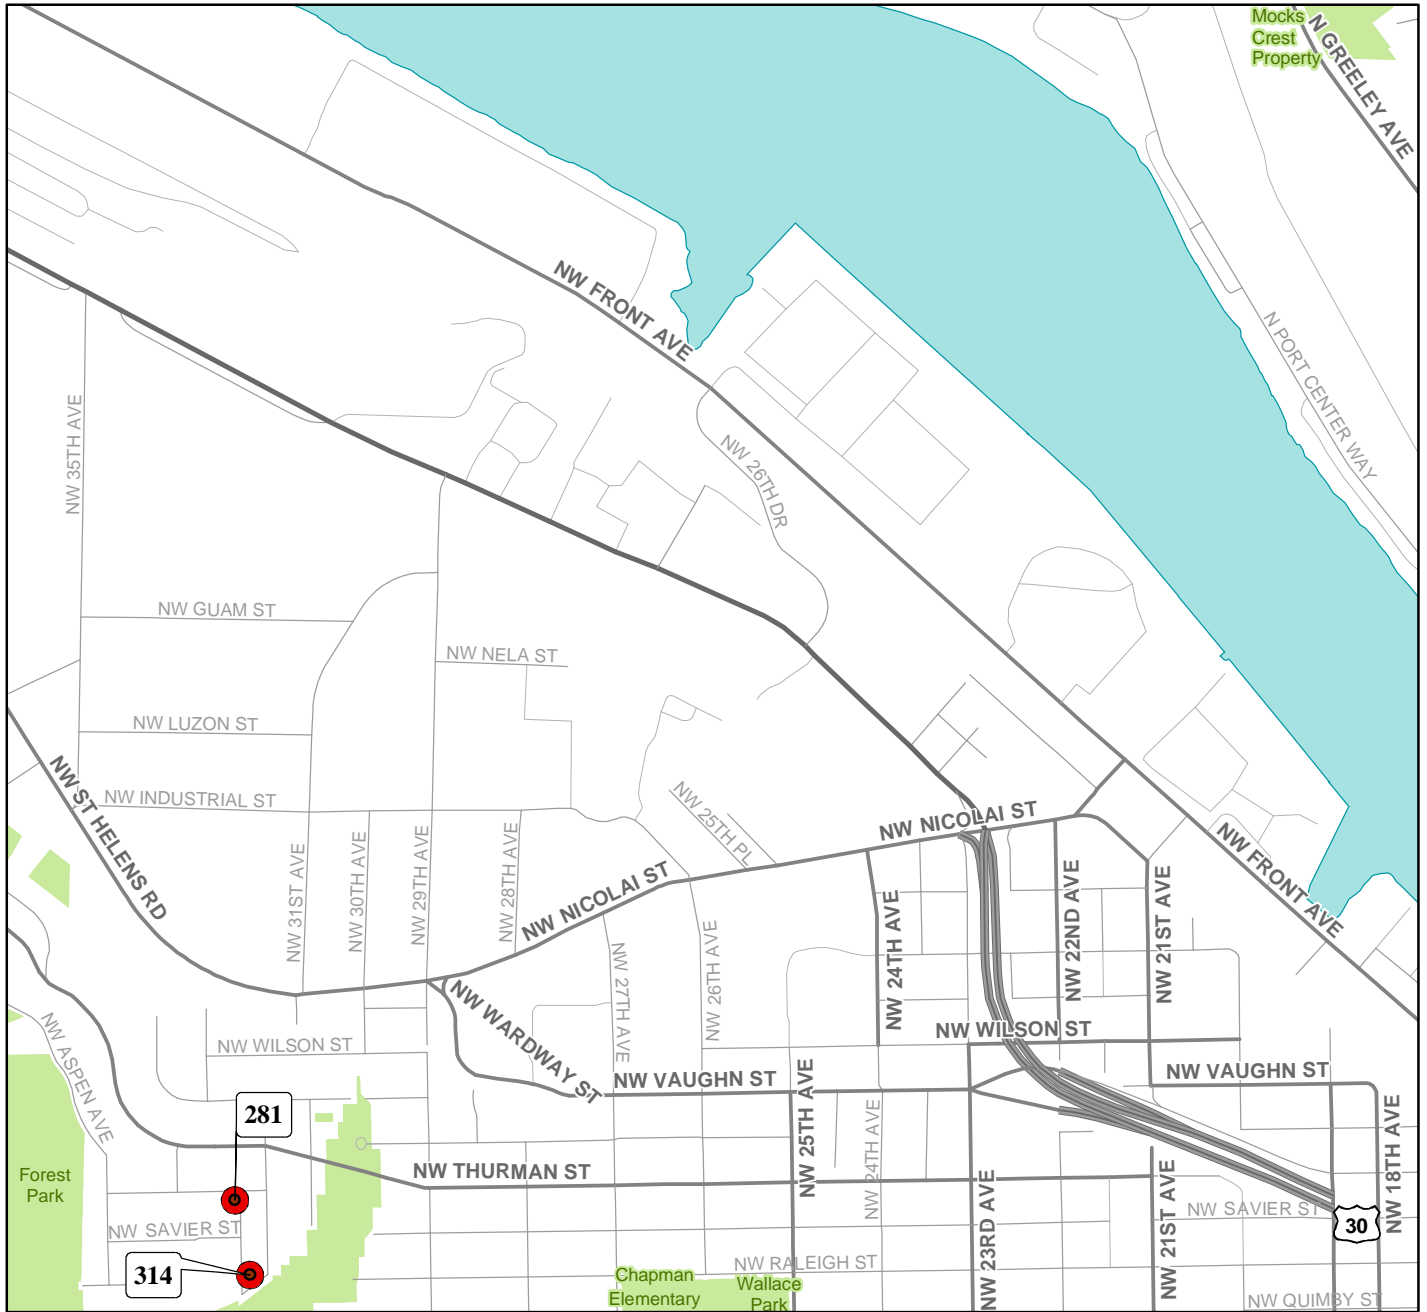 Mocks
Crest
Property
N GREELEY AVE
NW FRONT AVE
N PORT CENTER WAY
NW 35TH AVE
NW 26TH DR
NW GUAM ST
NW NELA ST
NW LUZON ST
NW ST HELENS RD
NW INDUSTRIAL ST
NW 25TH PL
NW NICOLAI ST
NW FRONT AVE
NW 31ST AVE
NW 30TH AVE
NW 29TH AVE
NW 28TH AVE
NW NICOLAI ST
NW 24TH AVE
NW 22ND AVE
NW 21ST AVE
NW 27TH AVE
NW 26TH AVE
NW WARDWAY ST
NW WILSON ST
NW WILSON ST
NW ASPEN AVE
NW VAUGHN ST
NW VAUGHN ST
281
NW 25TH AVE
NW 24TH AVE
NW 18TH AVE
Forest
Park
NW THURMAN ST
NW 23RD AVE
NW 21ST AVE
NW SAVIER ST
NW SAVIER ST
30
314
NW RALEIGH ST
Chapman
Elementary
Wallace
Park
NW QUIMBY ST